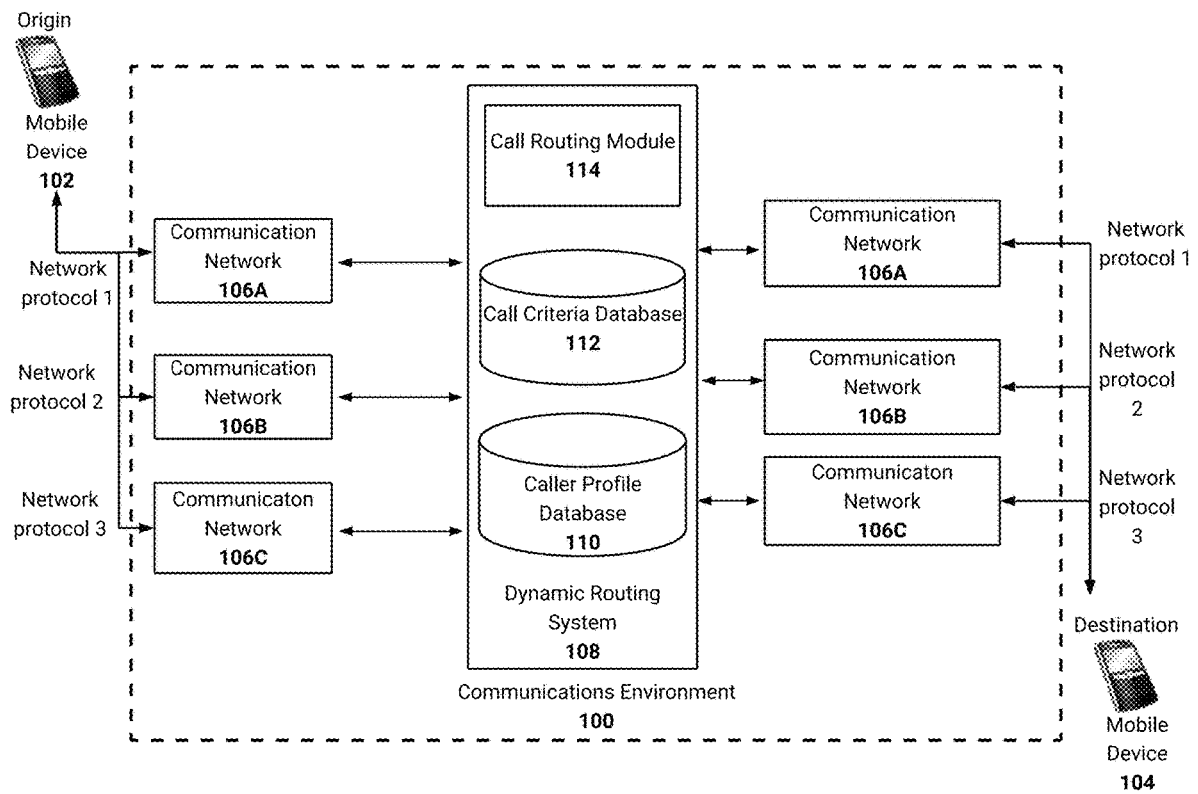 Origin
Mobile
Device
102
Network
protocol 1
Network
protocol 2
Network
protocol 3
Communication
Network
106A
Communication
Network
106B
Communicaton
Network
106C
Call Routing Module
114
Call Criteria Database
112
Caller Profile
Database
110
Dynamic Routing
System
108
Communications Environment
100
Communication
Network
106A
Communication
Network
106B
Communicaton
Network
106C
Network
protocol 1
Network
protocol
2
Network
protocol
3
Destination
Mobile
Device
104